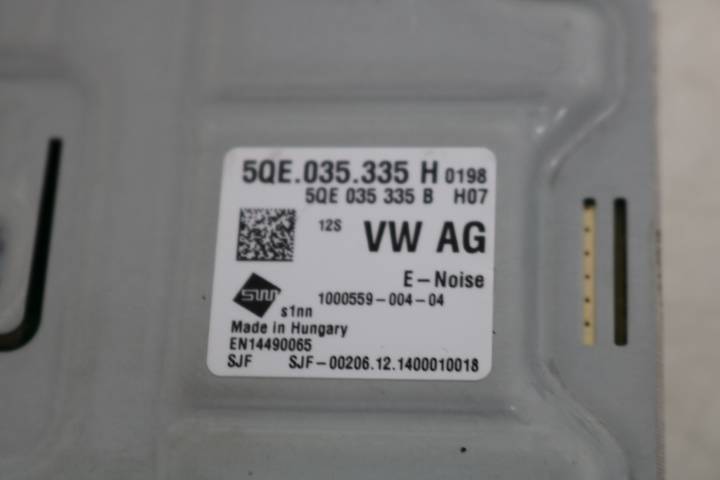 5QE.035.335 H 0198
5QE 035 335 B H07
12S VW AG
E-Noise
s1nn 1000559-004-04
Made in Hungary
EN14490065
SJF SJF-00206.12.1400010018